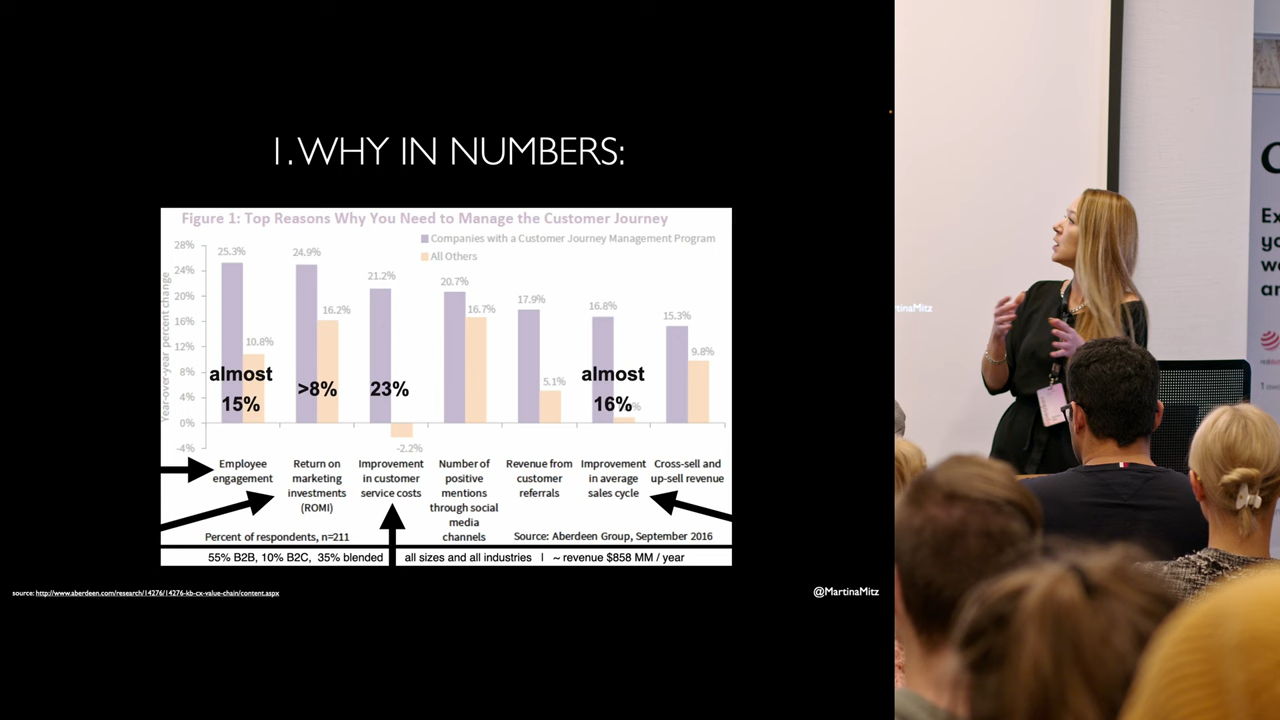 1. WHY IN NUMBERS:
Figure 1: Top Reasons Why You Need to Manage the Customer Journey
Companies with a Customer Journey Management Program
All Others
Year-over-year percent change
28%
24%
20%
16%
12%
8%
4%
0%
-4%
25.3%
10.8%
24.9%
16.2%
21.2%
-2.2%
20.7%
16.7%
17.9%
5.1%
16.8%
%
15.3%
9.8%
almost
15%
>8%
23%
almost
16%
Employee
engagement
Return on
marketing
investments
(ROMI)
Improvement
in customer
service costs
Number of
positive
mentions
through social
media
channels
Revenue from
customer
referrals
Improvement
in average
sales cycle
Cross-sell and
up-sell revenue
Percent of respondents, n=211
Source: Aberdeen Group, September 2016
55% B2B, 10% B2C, 35% blended
all sizes and all industries | ~ revenue $858 MM / year
source: http://www.aberdeen.com/research/14276/14276-kb-cx-value-chain/content.aspx
@MartinaMitz
tinaMitz
Ex
yo
we
an